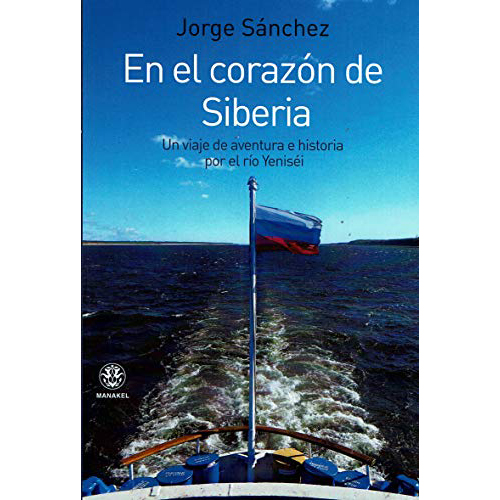 Jorge Sánchez
En el corazón de
Siberia
Un viaje de aventura e historia
por el río Yeniséi
MANAKEL